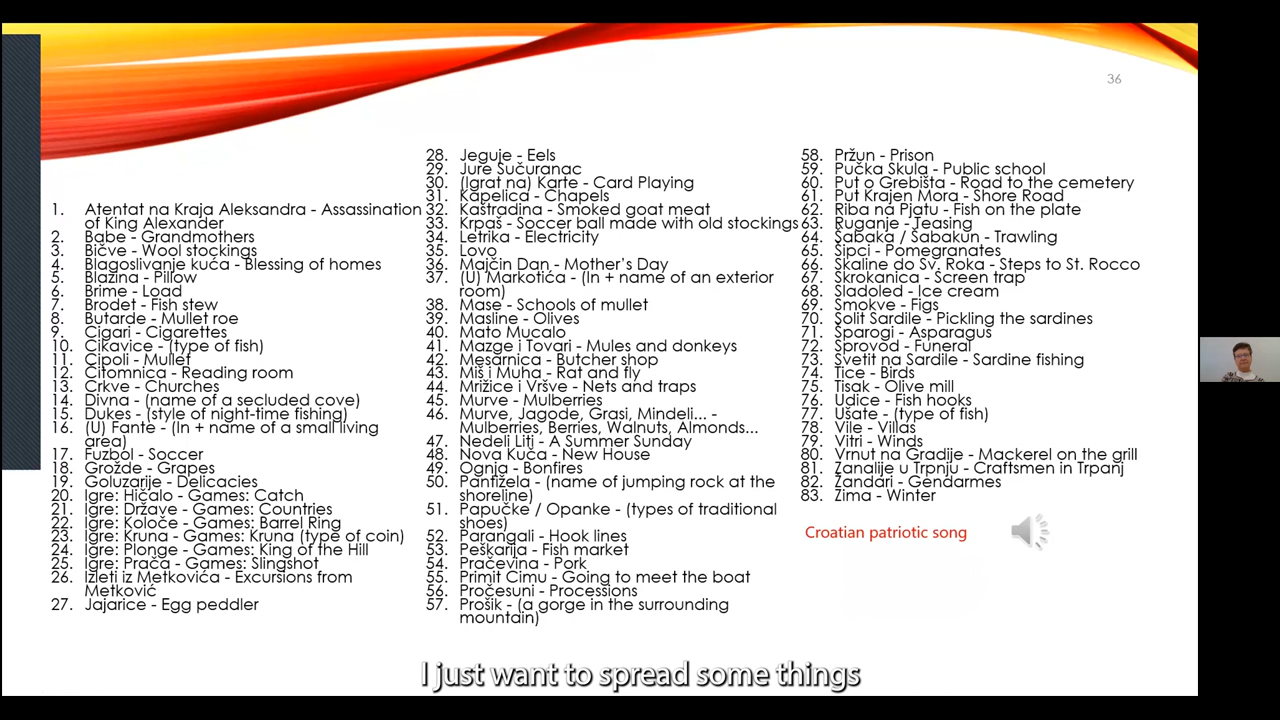 36
1. Atentat na Kraja Aleksandra - Assassination
of King Alexander
2. Babe - Grandmothers
3. Bičve - Wool stockings
4. Blagoslivanje kuća - Blessing of homes
5. Blazina - Pillow
6. Brime - Load
7. Brodet - Fish stew
8. Butarde - Mullet roe
9. Cigari - Cigarettes
10. Cikavice - (type of fish)
11. Cipoli - Mullet
12. Citomnica - Reading room
13. Crkve - Churches
14. Divna - (name of a secluded cove)
15. Dukes - (style of night-time fishing)
16. (U) Fante - (In + name of a small living
area)
17. Fuzbol - Soccer
18. Grožde - Grapes
19. Goluzarije - Delicacies
20. Igre: Hićalo - Games: Catch
21. Igre: Države - Games: Countries
22. Igre: Koloče - Games: Barrel Ring
23. Igre: Kruna - Games: Kruna (type of coin)
24. Igre: Plonge - Games: King of the Hill
25. Igre: Prača - Games: Slingshot
26. Ižleti iz Metkovića - Excursions from
Metković
27. Jajarice - Egg peddler
28. Jeguje - Eels
29. Jure Sučuranac
30. (Igrat na) Karte - Card Playing
31. Kapelica - Chapels
32. Kaštradina - Smoked goat meat
33. Krpaš - Soccer ball made with old stockings
34. Letrika - Electricity
35. Lovo
36. Majčin Dan - Mother's Day
37. (U) Markotića - (In + name of an exterior
room)
38. Mase - Schools of mullet
39. Masline - Olives
40. Mato Mucalo
41. Mazge i Tovari - Mules and donkeys
42. Mesarnica - Butcher shop
43. Miš i Muha - Rat and fly
44. Mrižice i Vršve - Nets and traps
45. Murve - Mulberries
46. Murve, Jagode, Grasi, Mindeli... -
Mulberries, Berries, Walnuts, Almonds...
47. Nedeli Liti - A Summer Sunday
48. Nova Kuča - New House
49. Ognja - Bonfires
50. Pantižela - (name of jumping rock at the
shoreline)
51. Papučke / Opanke - (types of traditional
shoes)
52. Parangali - Hook lines
53. Peškarija - Fish market
54. Pračevina - Pork
55. Primit Cimu - Going to meet the boat
56. Pročesuni - Processions
57. Prošik - (a gorge in the surrounding
mountain)
58. Pržun - Prison
59. Pučka Skula - Public school
60. Put o Grebišta - Road to the cemetery
61. Put Krajen Mora - Shore Road
62. Riba na Pjatu - Fish on the plate
63. Ruganje - Teasing
64. Šabaka / Šabakun - Trawling
65. Šipci - Pomegranates
66. Skaline do Sv. Roka - Steps to St. Rocco
67. Skrokanica - Screen trap
68. Sladoled - Ice cream
69. Smokve - Figs
70. Solit Sardile - Pickling the sardines
71. Šparogi - Asparagus
72. Sprovod - Funeral
73. Svetit na Sardile - Sardine fishing
74. Tice - Birds
75. Tisak - Olive mill
76. Udice - Fish hooks
77. Ušate - (type of fish)
78. Vile - Villas
79. Vitri - Winds
80. Vrnut na Gradije - Mackerel on the grill
81. Zanalije u Trpnju - Craftsmen in Trpanj
82. Žandari - Gendarmes
83. Zima - Winter
Croatian patriotic song
I just want to spread some things